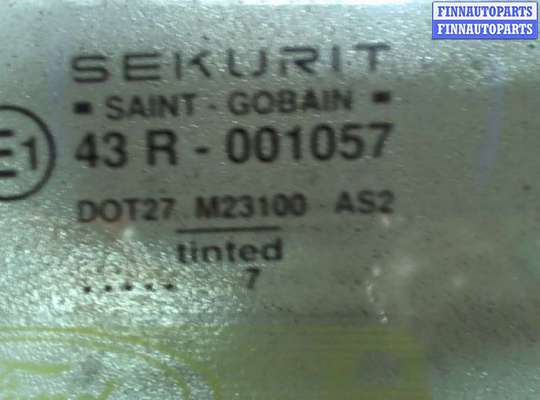 FINNAUTOPARTS
FINNAUTOPARTS
SEKURIT
▪ SAINT - GOBAIN ▪
E1 43 R - 001057
DOT27 M23100 AS2
tinted
..... 7